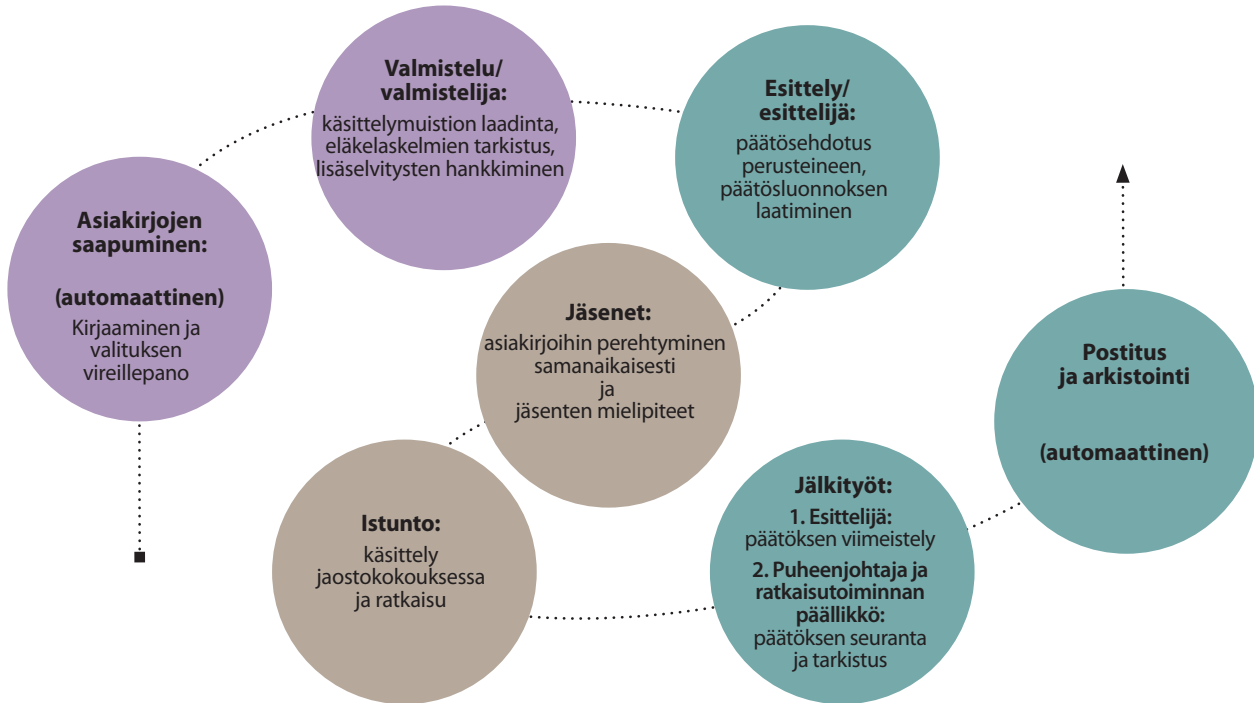 Asiakirjojen
saapuminen:
(automaattinen)
Kirjaaminen ja
valituksen
vireillepano
Valmistelu/
valmistelija:
käsittelymuistion laadinta,
eläkelaskelmien tarkistus,
lisäselvitysten hankkiminen
Esittely/
esittelijä:
päätösehdotus
perusteineen,
päätösluonnoksen
laatiminen
Jäsenet:
asiakirjoihin perehtyminen
samanaikaisesti
ja
jäsenten mielipiteet
Istunto:
käsittely
jaostokokouksessa
ja ratkaisu
Jälkityöt:
1. Esittelijä:
päätöksen viimeistely
2. Puheenjohtaja ja
ratkaisutoiminnan
päällikkö:
päätöksen seuranta
ja tarkistus
Postitus
ja arkistointi
(automaattinen)